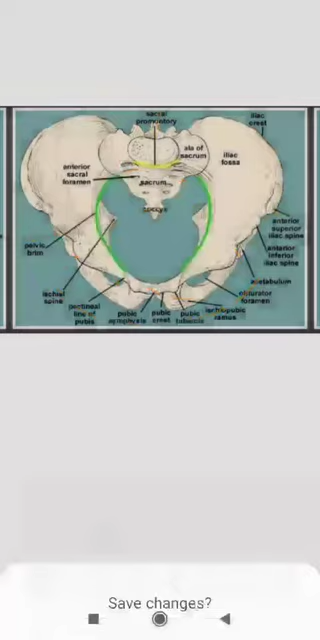 sacral
promontory
iliac
crest
ala of
sacrum
iliac
fossa
anterior
sacral
foramen
sacrum
coccyx
pelvic
brim
anterior
superior
iliac spine
anterior
inferior
iliac spine
acetabulum
ischial
spine
obturator
foramen
pectineal
line of
pubis
pubic
symphysis
pubic
crest
pubic
tubercle
ischiopubic
ramus
Save changes?